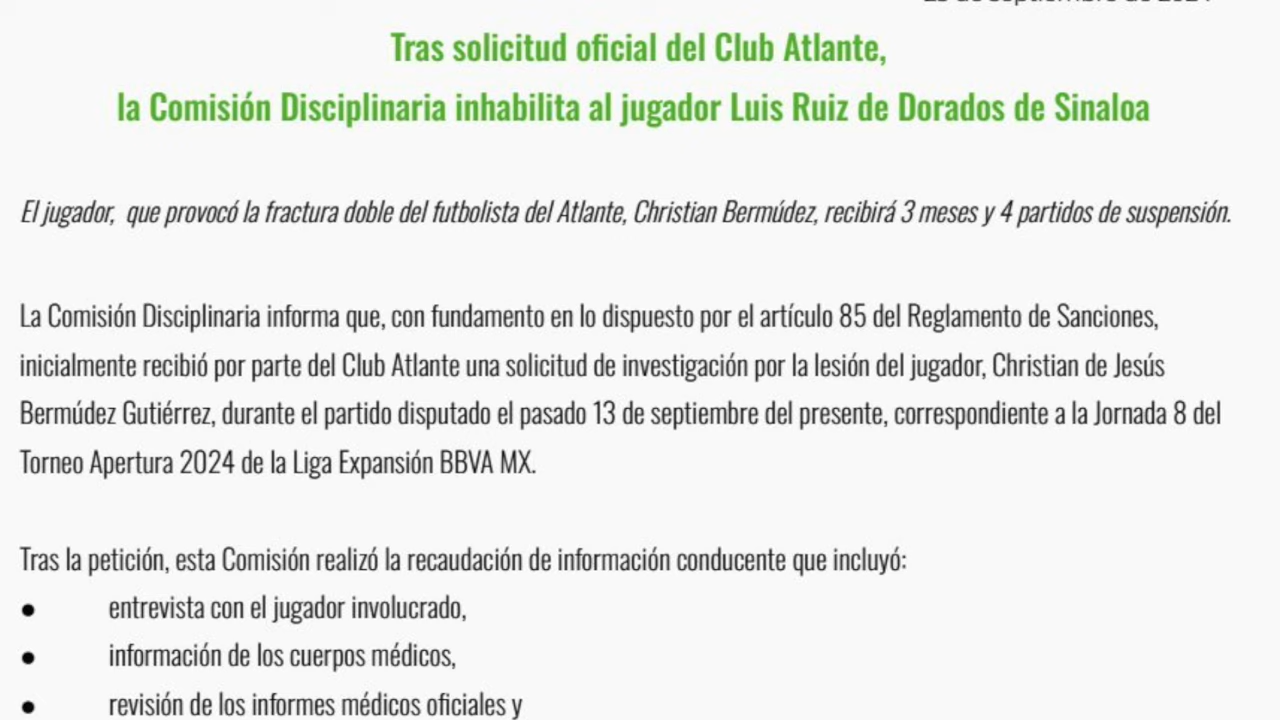 de septiembre de 2024
Tras solicitud oficial del Club Atlante,
la Comisión Disciplinaria inhabilita al jugador Luis Ruiz de Dorados de Sinaloa
El jugador, que provocó la fractura doble del futbolista del Atlante, Christian Bermúdez, recibirá 3 meses y 4 partidos de suspensión.
La Comisión Disciplinaria informa que, con fundamento en lo dispuesto por el artículo 85 del Reglamento de Sanciones,
inicialmente recibió por parte del Club Atlante una solicitud de investigación por la lesión del jugador, Christian de Jesús
Bermúdez Gutiérrez, durante el partido disputado el pasado 13 de septiembre del presente, correspondiente a la Jornada 8 del
Torneo Apertura 2024 de la Liga Expansión BBVA MX.
Tras la petición, esta Comisión realizó la recaudación de información conducente que incluyó:
● entrevista con el jugador involucrado,
● información de los cuerpos médicos,
● revisión de los informes médicos oficiales y